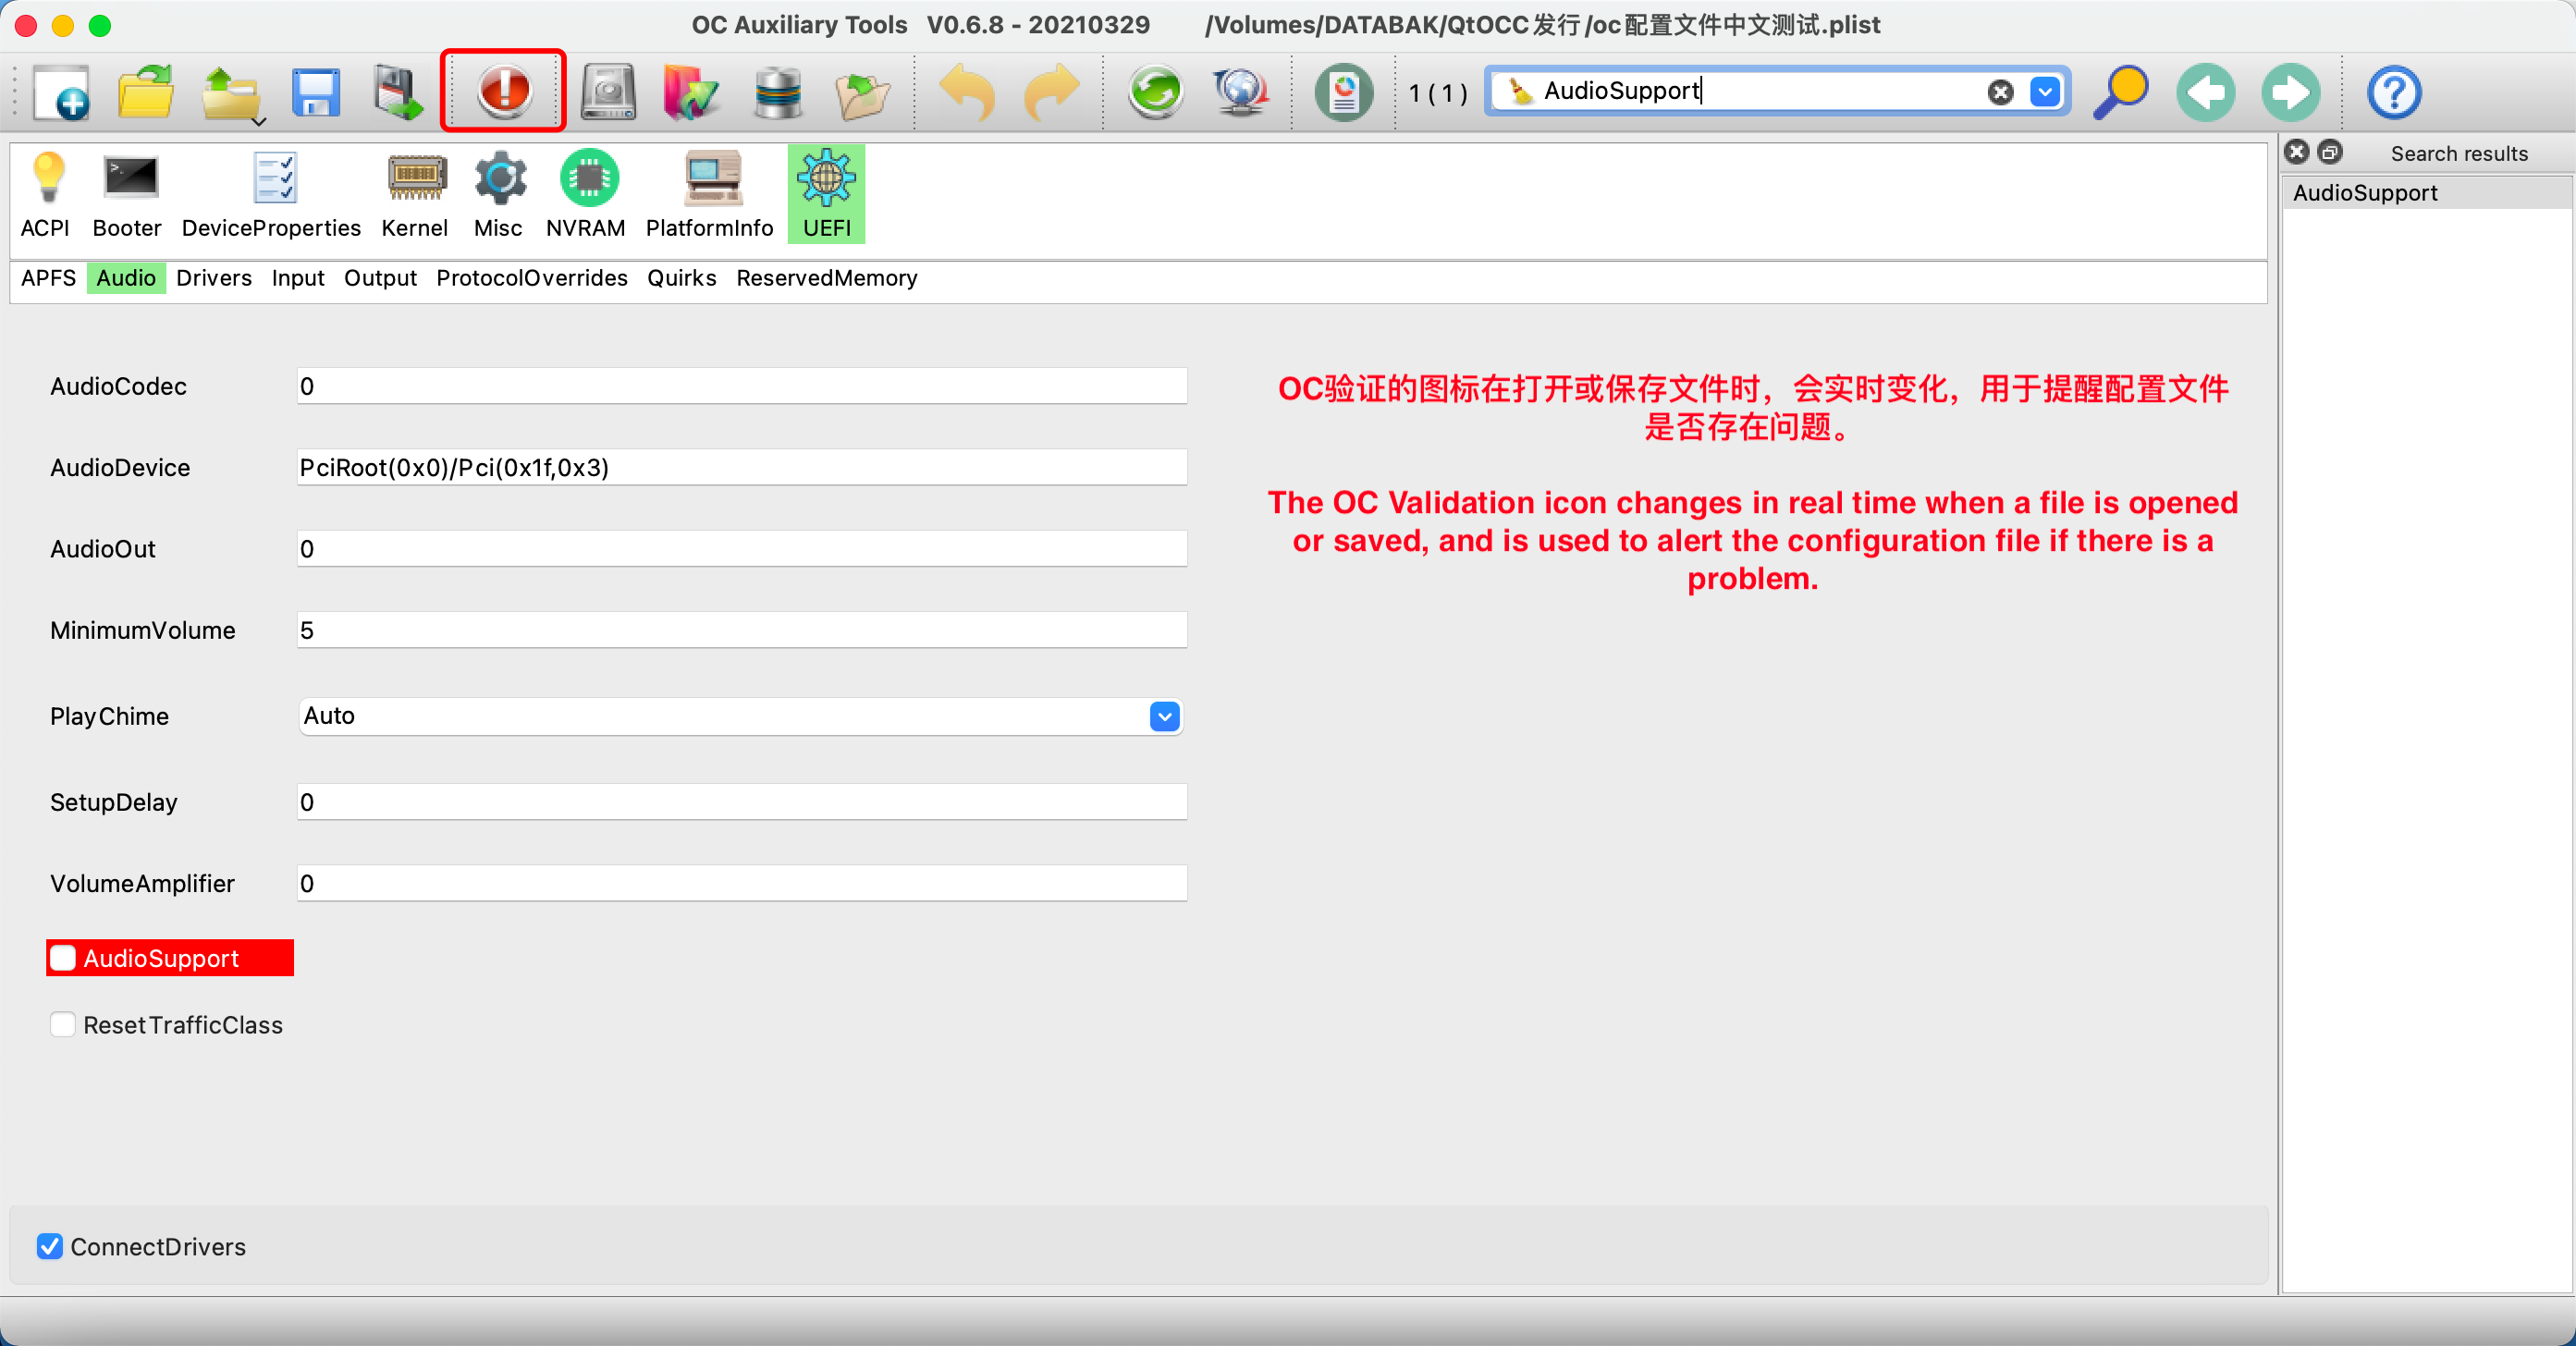 OC Auxiliary Tools V0.6.8 - 20210329 /Volumes/DATABAK/QtOCC发行/oc配置文件中文测试.plist
1 ( 1 ) AudioSupport
Search results
AudioSupport
ACPI Booter DeviceProperties Kernel Misc NVRAM PlatformInfo UEFI
APFS Audio Drivers Input Output ProtocolOverrides Quirks ReservedMemory
AudioCodec 0
AudioDevice PciRoot(0x0)/Pci(0x1f,0x3)
AudioOut 0
MinimumVolume 5
PlayChime Auto
SetupDelay 0
VolumeAmplifier 0
AudioSupport
ResetTrafficClass
OC验证的图标在打开或保存文件时，会实时变化，用于提醒配置文件
是否存在问题。
The OC Validation icon changes in real time when a file is opened
or saved, and is used to alert the configuration file if there is a
problem.
ConnectDrivers